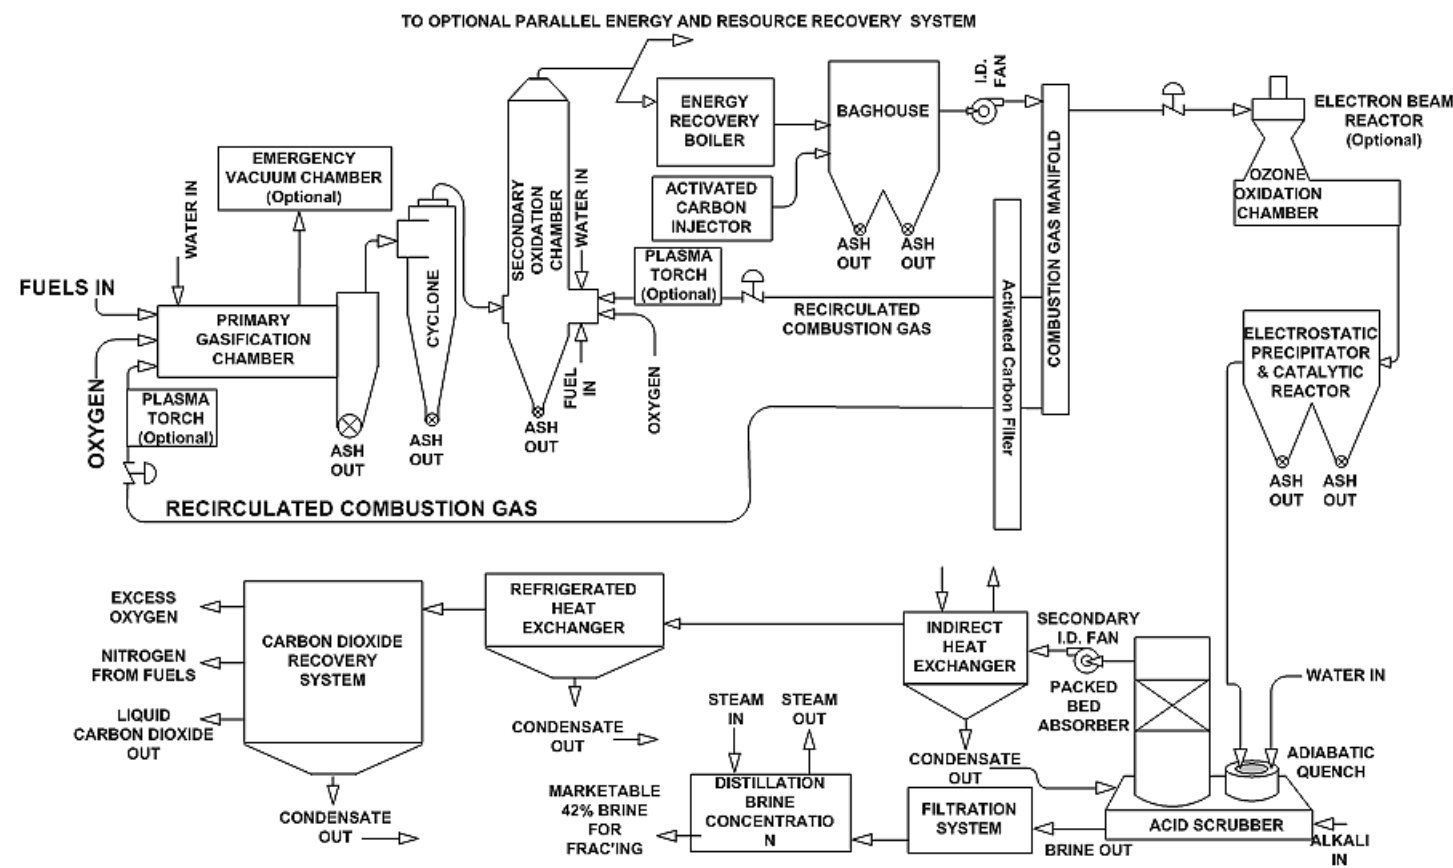 TO OPTIONAL PARALLEL ENERGY AND RESOURCE RECOVERY SYSTEM
EMERGENCY
VACUUM CHAMBER
(Optional)
WATER IN
FUELS IN
PRIMARY
GASIFICATION
CHAMBER
OXYGEN
PLASMA
TORCH
(Optional)
ASH
OUT
CYCLONE
ASH
OUT
SECONDARY
OXIDATION
CHAMBER
WATER IN
FUEL
IN
OXYGEN
ASH
OUT
ENERGY
RECOVERY
BOILER
ACTIVATED
CARBON
INJECTOR
PLASMA
TORCH
(Optional)
BAGHOUSE
ASH
OUT
ASH
OUT
I.D.
FAN
RECIRCULATED
COMBUSTION GAS
RECIRCULATED COMBUSTION GAS
Activated Carbon Filter
COMBUSTION GAS MANIFOLD
ELECTRON BEAM
REACTOR
(Optional)
OZONE
OXIDATION
CHAMBER
ELECTROSTATIC
PRECIPITATOR
& CATALYTIC
REACTOR
ASH
OUT
ASH
OUT
EXCESS
OXYGEN
NITROGEN
FROM FUELS
LIQUID
CARBON DIOXIDE
OUT
CARBON DIOXIDE
RECOVERY
SYSTEM
CONDENSATE
OUT
REFRIGERATED
HEAT
EXCHANGER
CONDENSATE
OUT
INDIRECT
HEAT
EXCHANGER
CONDENSATE
OUT
SECONDARY
I.D. FAN
PACKED
BED
ABSORBER
WATER IN
ADIABATIC
QUENCH
ACID SCRUBBER
ALKALI
IN
BRINE OUT
FILTRATION
SYSTEM
STEAM
IN
STEAM
OUT
DISTILLATION
BRINE
CONCENTRATIO
N
MARKETABLE
42% BRINE
FOR
FRAC'ING